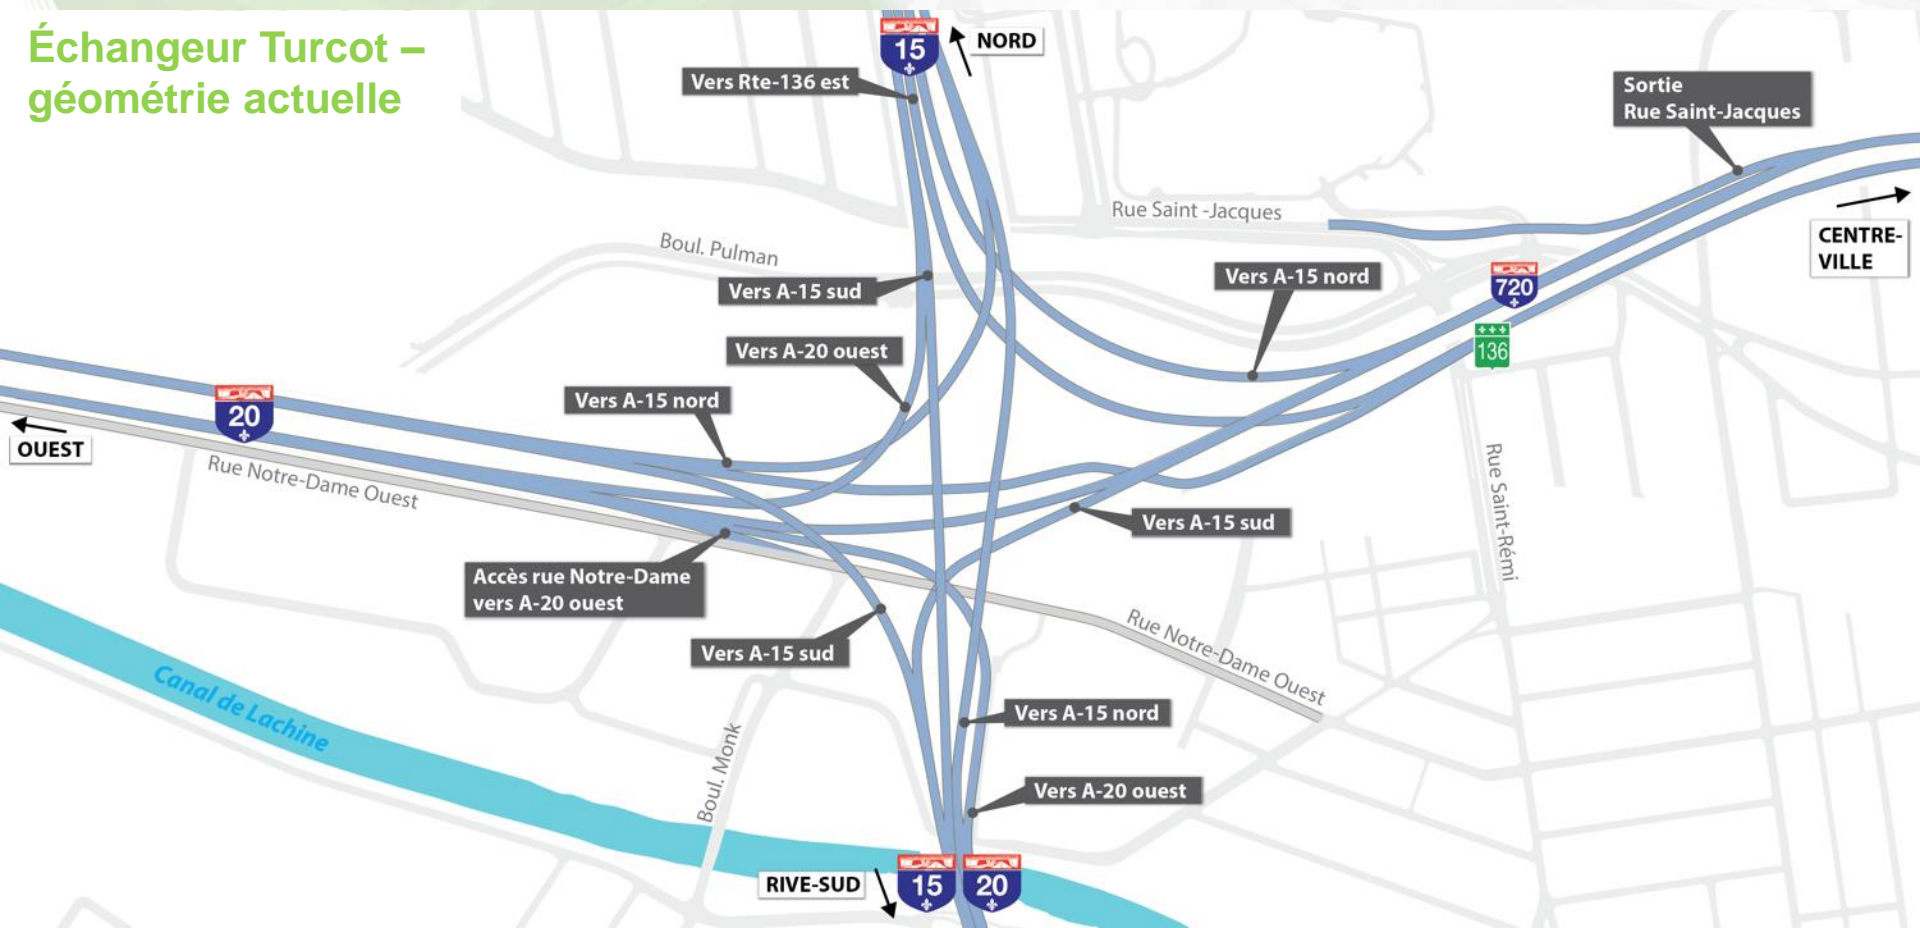 Échangeur Turcot –
géométrie actuelle
15
NORD
Vers Rte-136 est
Sortie
Rue Saint-Jacques
Rue Saint -Jacques
CENTRE-
VILLE
Boul. Pulman
Vers A-15 sud
Vers A-15 nord
720
136
Vers A-20 ouest
Vers A-15 nord
20
OUEST
Rue Notre-Dame Ouest
Rue Saint-Rémi
Vers A-15 sud
Accès rue Notre-Dame
vers A-20 ouest
Vers A-15 sud
Rue Notre-Dame Ouest
Canal de Lachine
Vers A-15 nord
Boul. Monk
Vers A-20 ouest
RIVE-SUD
15
20